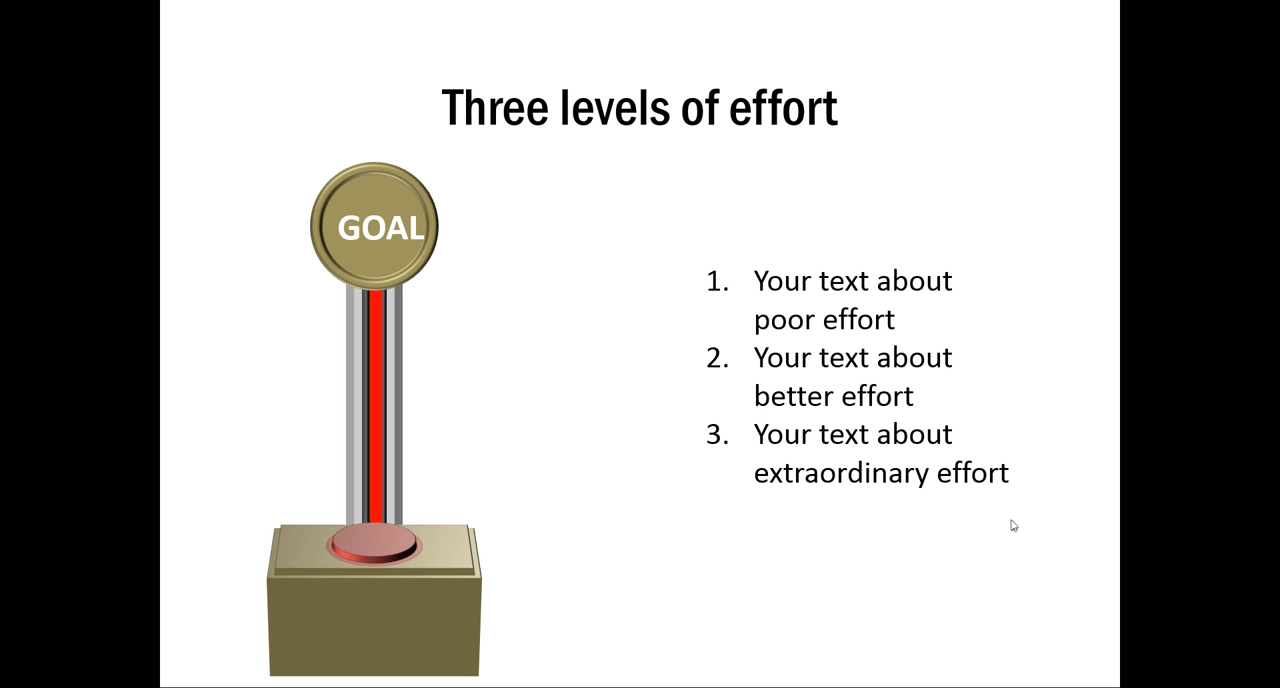 Three levels of effort
GOAL
1. Your text about
poor effort
2. Your text about
better effort
3. Your text about
extraordinary effort